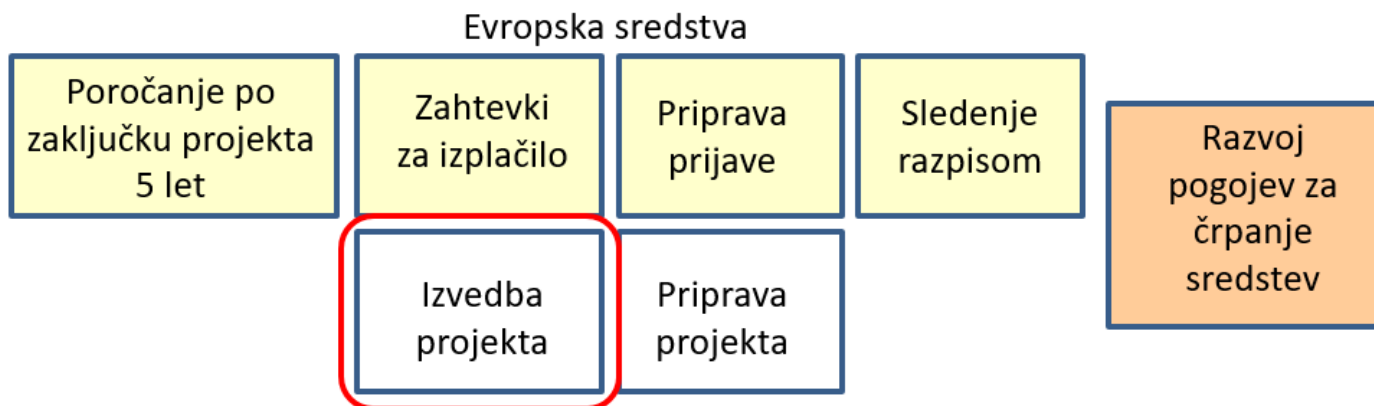 Evropska sredstva
Poročanje po
zaključku projekta
5 let
Zahtevki
za izplačilo
Priprava
prijave
Sledenje
razpisom
Razvoj
pogojev za
črpanje
sredstev
Izvedba
projekta
Priprava
projekta